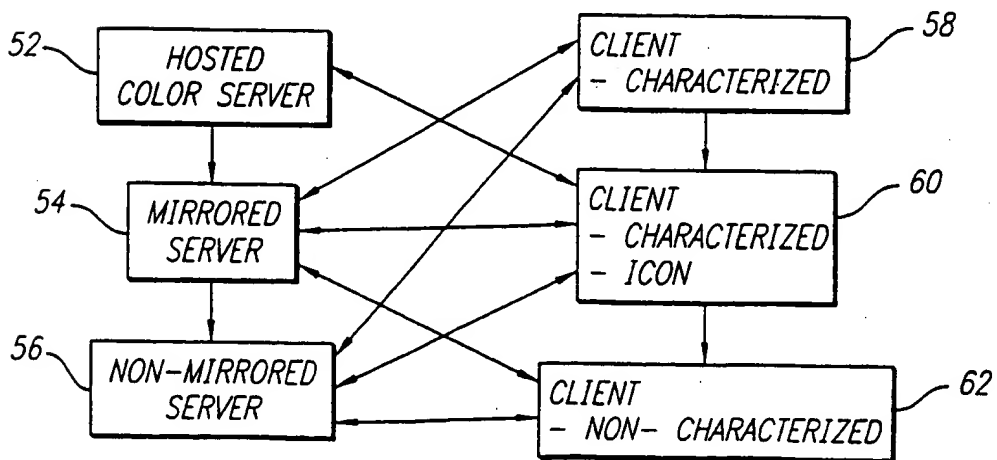 52
HOSTED
COLOR SERVER
58
CLIENT
- CHARACTERIZED
54
MIRRORED
SERVER
60
CLIENT
- CHARACTERIZED
- ICON
56
NON-MIRRORED
SERVER
62
CLIENT
- NON- CHARACTERIZED